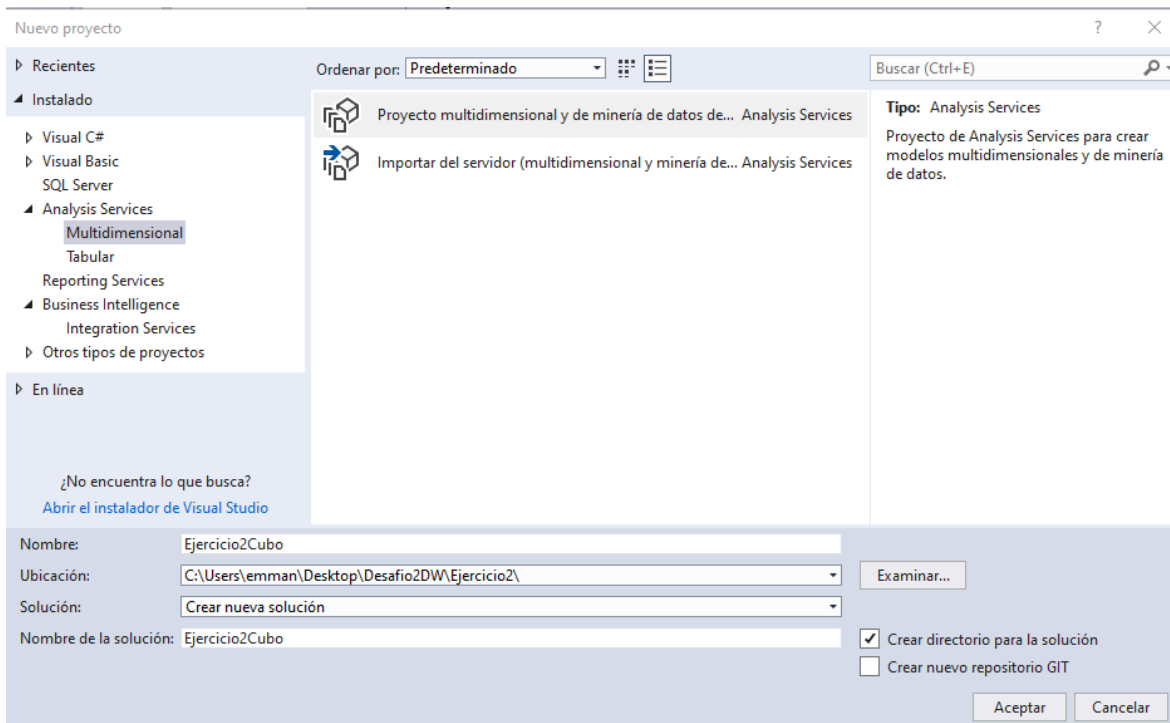 Nuevo proyecto
?
Recientes
Instalado
Visual C#
Visual Basic
SQL Server
Analysis Services
Multidimensional
Tabular
Reporting Services
Business Intelligence
Integration Services
Otros tipos de proyectos
En línea
¿No encuentra lo que busca?
Abrir el instalador de Visual Studio
Ordenar por: Predeterminado
Proyecto multidimensional y de minería de datos de... Analysis Services
Importar del servidor (multidimensional y minería de... Analysis Services
Buscar (Ctrl+E)
Tipo: Analysis Services
Proyecto de Analysis Services para crear
modelos multidimensionales y de minería
de datos.
Nombre: Ejercicio2Cubo
Ubicación: C:\Users\emman\Desktop\Desafio2DW\Ejercicio2\ Examinar...
Solución: Crear nueva solución
Nombre de la solución: Ejercicio2Cubo
Crear directorio para la solución
Crear nuevo repositorio GIT
Aceptar Cancelar